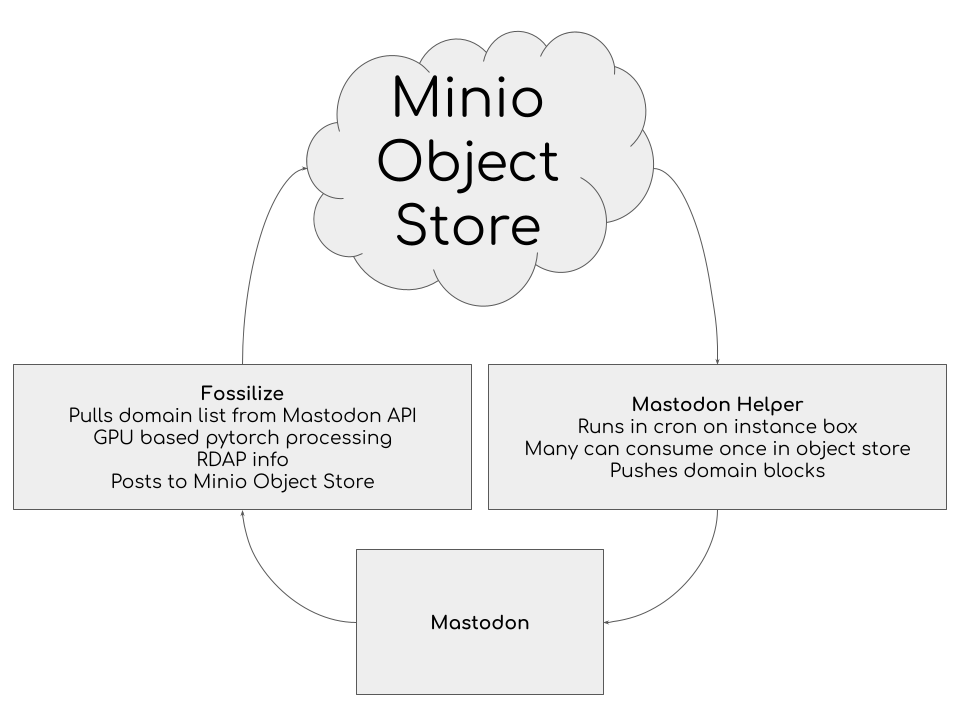 Minio
Object
Store
Fossilize
Pulls domain list from Mastodon API
GPU based pytorch processing
RDAP info
Posts to Minio Object Store
Mastodon Helper
Runs in cron on instance box
Many can consume once in object store
Pushes domain blocks
Mastodon